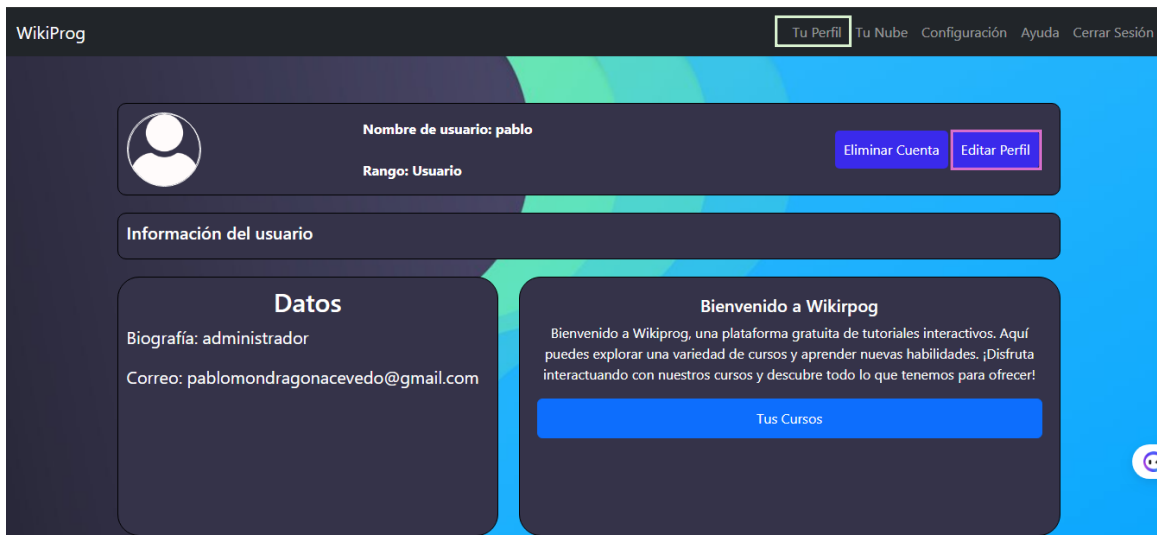 WikiProg
Tu Perfil Tu Nube Configuración Ayuda Cerrar Sesión
Nombre de usuario: pablo
Rango: Usuario
Eliminar Cuenta Editar Perfil
Información del usuario
Datos
Biografía: administrador
Correo: pablomondragonacevedo@gmail.com
Bienvenido a Wikirpog
Bienvenido a Wikiprog, una plataforma gratuita de tutoriales interactivos. Aquí
puedes explorar una variedad de cursos y aprender nuevas habilidades. ¡Disfruta
interactuando con nuestros cursos y descubre todo lo que tenemos para ofrecer!
Tus Cursos